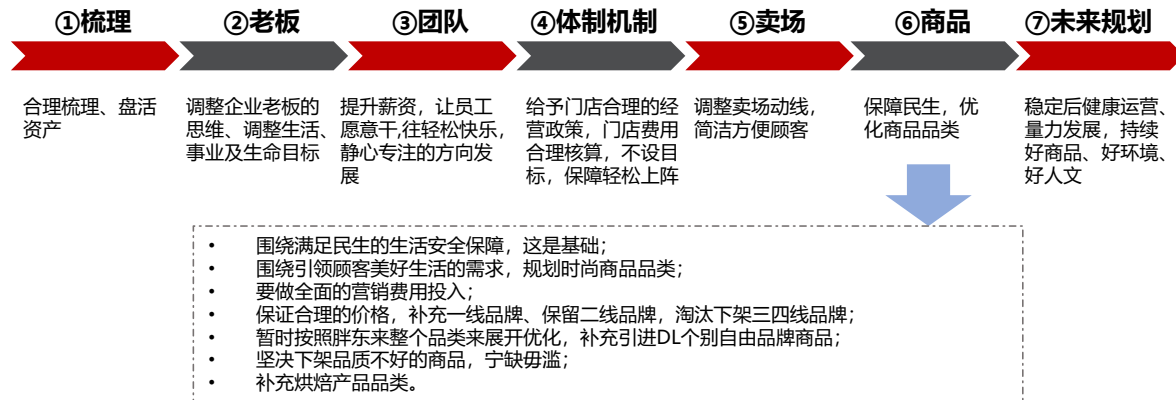 ①梳理
②老板
③团队
④体制机制
⑤卖场
⑥商品
⑦未来规划
合理梳理、盘活
资产
调整企业老板的
思维、调整生活、
事业及生命目标
提升薪资，让员工
愿意干,往轻松快乐，
静心专注的方向发
展
给予门店合理的经
营政策，门店费用
合理核算，不设目
标，保障轻松上阵
调整卖场动线，
简洁方便顾客
保障民生，优
化商品品类
稳定后健康运营、
量力发展，持续
好商品、好环境、
好人文
• 围绕满足民生的生活安全保障，这是基础；
• 围绕引领顾客美好生活的需求，规划时尚商品品类；
• 要做全面的营销费用投入；
• 保证合理的价格，补充一线品牌、保留二线品牌，淘汰下架三四线品牌；
• 暂时按照胖东来整个品类来展开优化，补充引进DL个别自由品牌商品；
• 坚决下架品质不好的商品，宁缺毋滥；
• 补充烘焙产品品类。